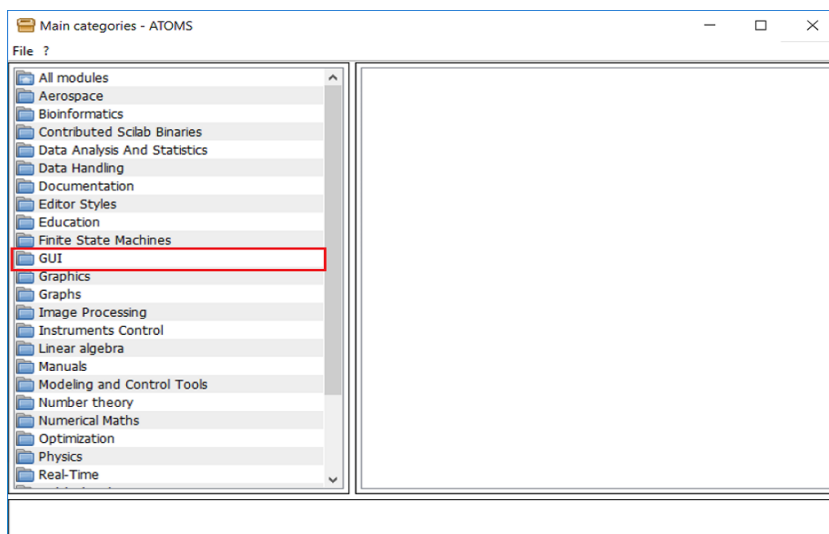 Main categories - ATOMS
File ?
All modules
Aerospace
Bioinformatics
Contributed Scilab Binaries
Data Analysis And Statistics
Data Handling
Documentation
Editor Styles
Education
Finite State Machines
GUI
Graphics
Graphs
Image Processing
Instruments Control
Linear algebra
Manuals
Modeling and Control Tools
Number theory
Numerical Maths
Optimization
Physics
Real-Time